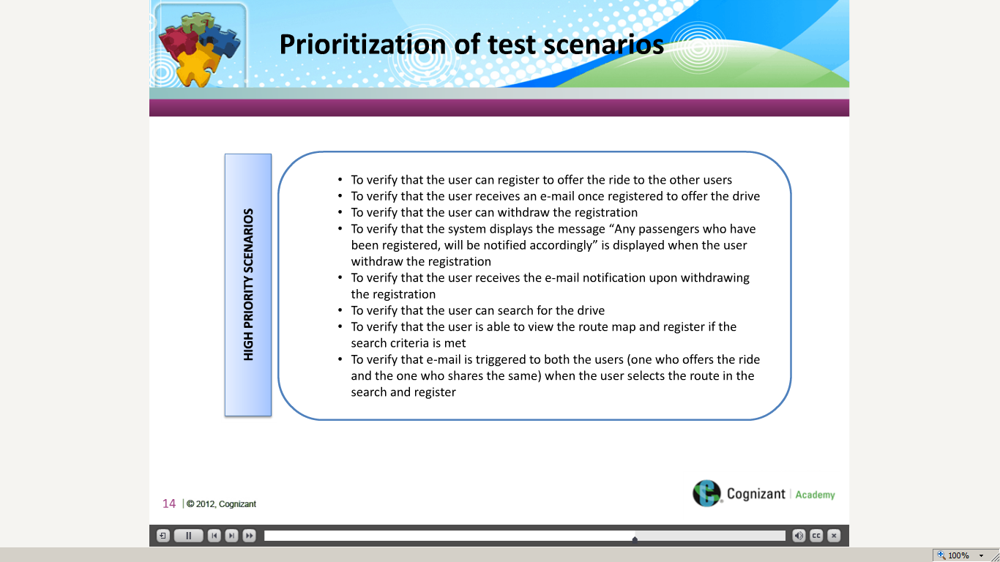 Prioritization of test scenarios
HIGH PRIORITY SCENARIOS
• To verify that the user can register to offer the ride to the other users
• To verify that the user receives an e-mail once registered to offer the drive
• To verify that the user can withdraw the registration
• To verify that the system displays the message “Any passengers who have
been registered, will be notified accordingly” is displayed when the user
withdraw the registration
• To verify that the user receives the e-mail notification upon withdrawing
the registration
• To verify that the user can search for the drive
• To verify that the user is able to view the route map and register if the
search criteria is met
• To verify that e-mail is triggered to both the users (one who offers the ride
and the one who shares the same) when the user selects the route in the
search and register
14 | © 2012, Cognizant
Cognizant | Academy
CC
100%